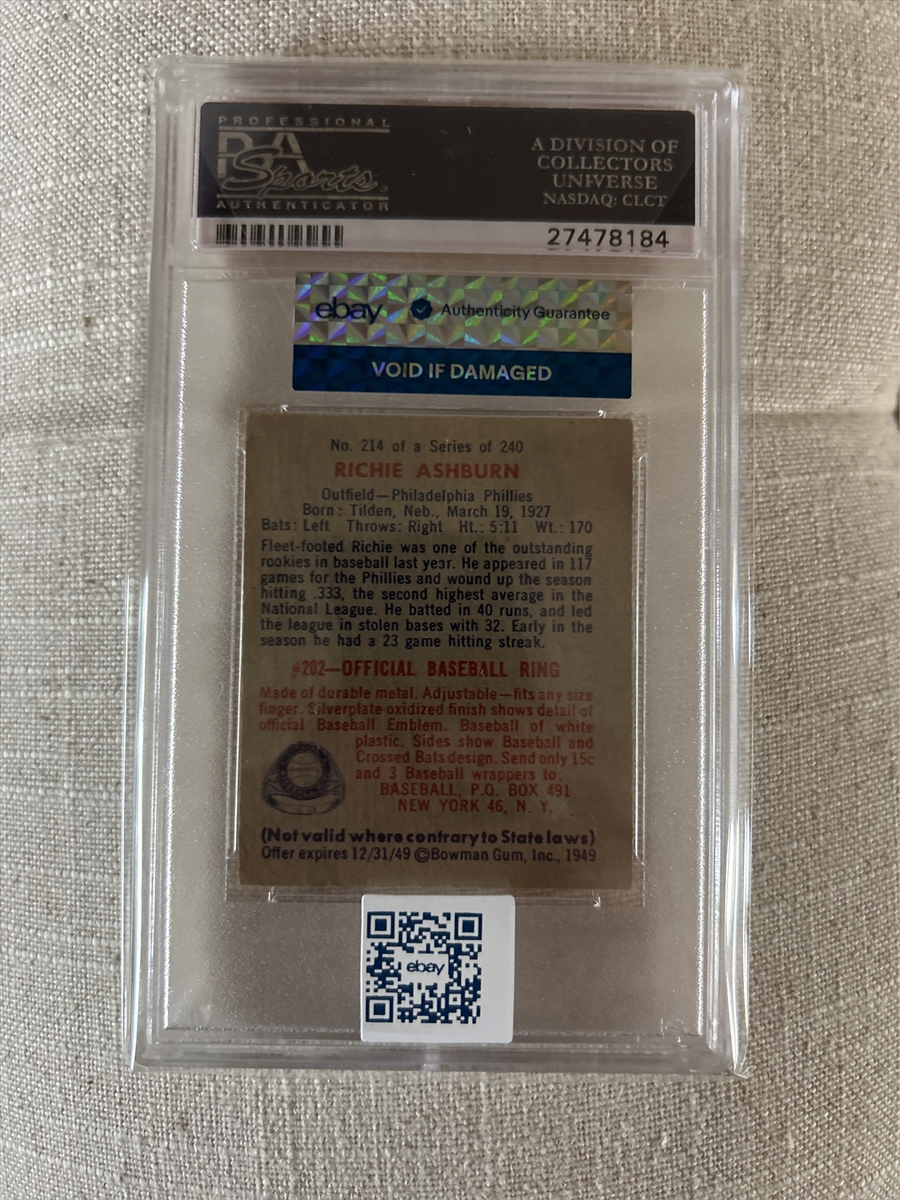 PROFESSIONAL
PSA
Sports
AUTHENTICATOR
A DIVISION OF
COLLECTORS
UNIVERSE
NASDAQ: CLCT
27478184
ebay Authenticity Guarantee
VOID IF DAMAGED
No. 214 of a Series of 240
RICHIE ASHBURN
Outfield—Philadelphia Phillies
Born: Tilden, Neb., March 19, 1927
Bats: Left Throws: Right Ht.: 5:11 Wt.: 170
Fleet-footed Richie was one of the outstanding
rookies in baseball last year. He appeared in 117
games for the Phillies and wound up the season
hitting .333, the second highest average in the
National League. He batted in 40 runs, and led
the league in stolen bases with 32. Early in the
season he had a 23 game hitting streak.
#202—OFFICIAL BASEBALL RING
Made of durable metal. Adjustable—fits any size
finger. Silverplate oxidized finish shows detail of
official Baseball Emblem. Baseball of white
plastic. Sides show Baseball and
Crossed Bats design. Send only 15c
and 3 Baseball wrappers to:
BASEBALL, P.O. BOX 491
NEW YORK 46, N. Y.
(Not valid where contrary to State laws)
Offer expires 12/31/49 ©Bowman Gum, Inc., 1949
ebay